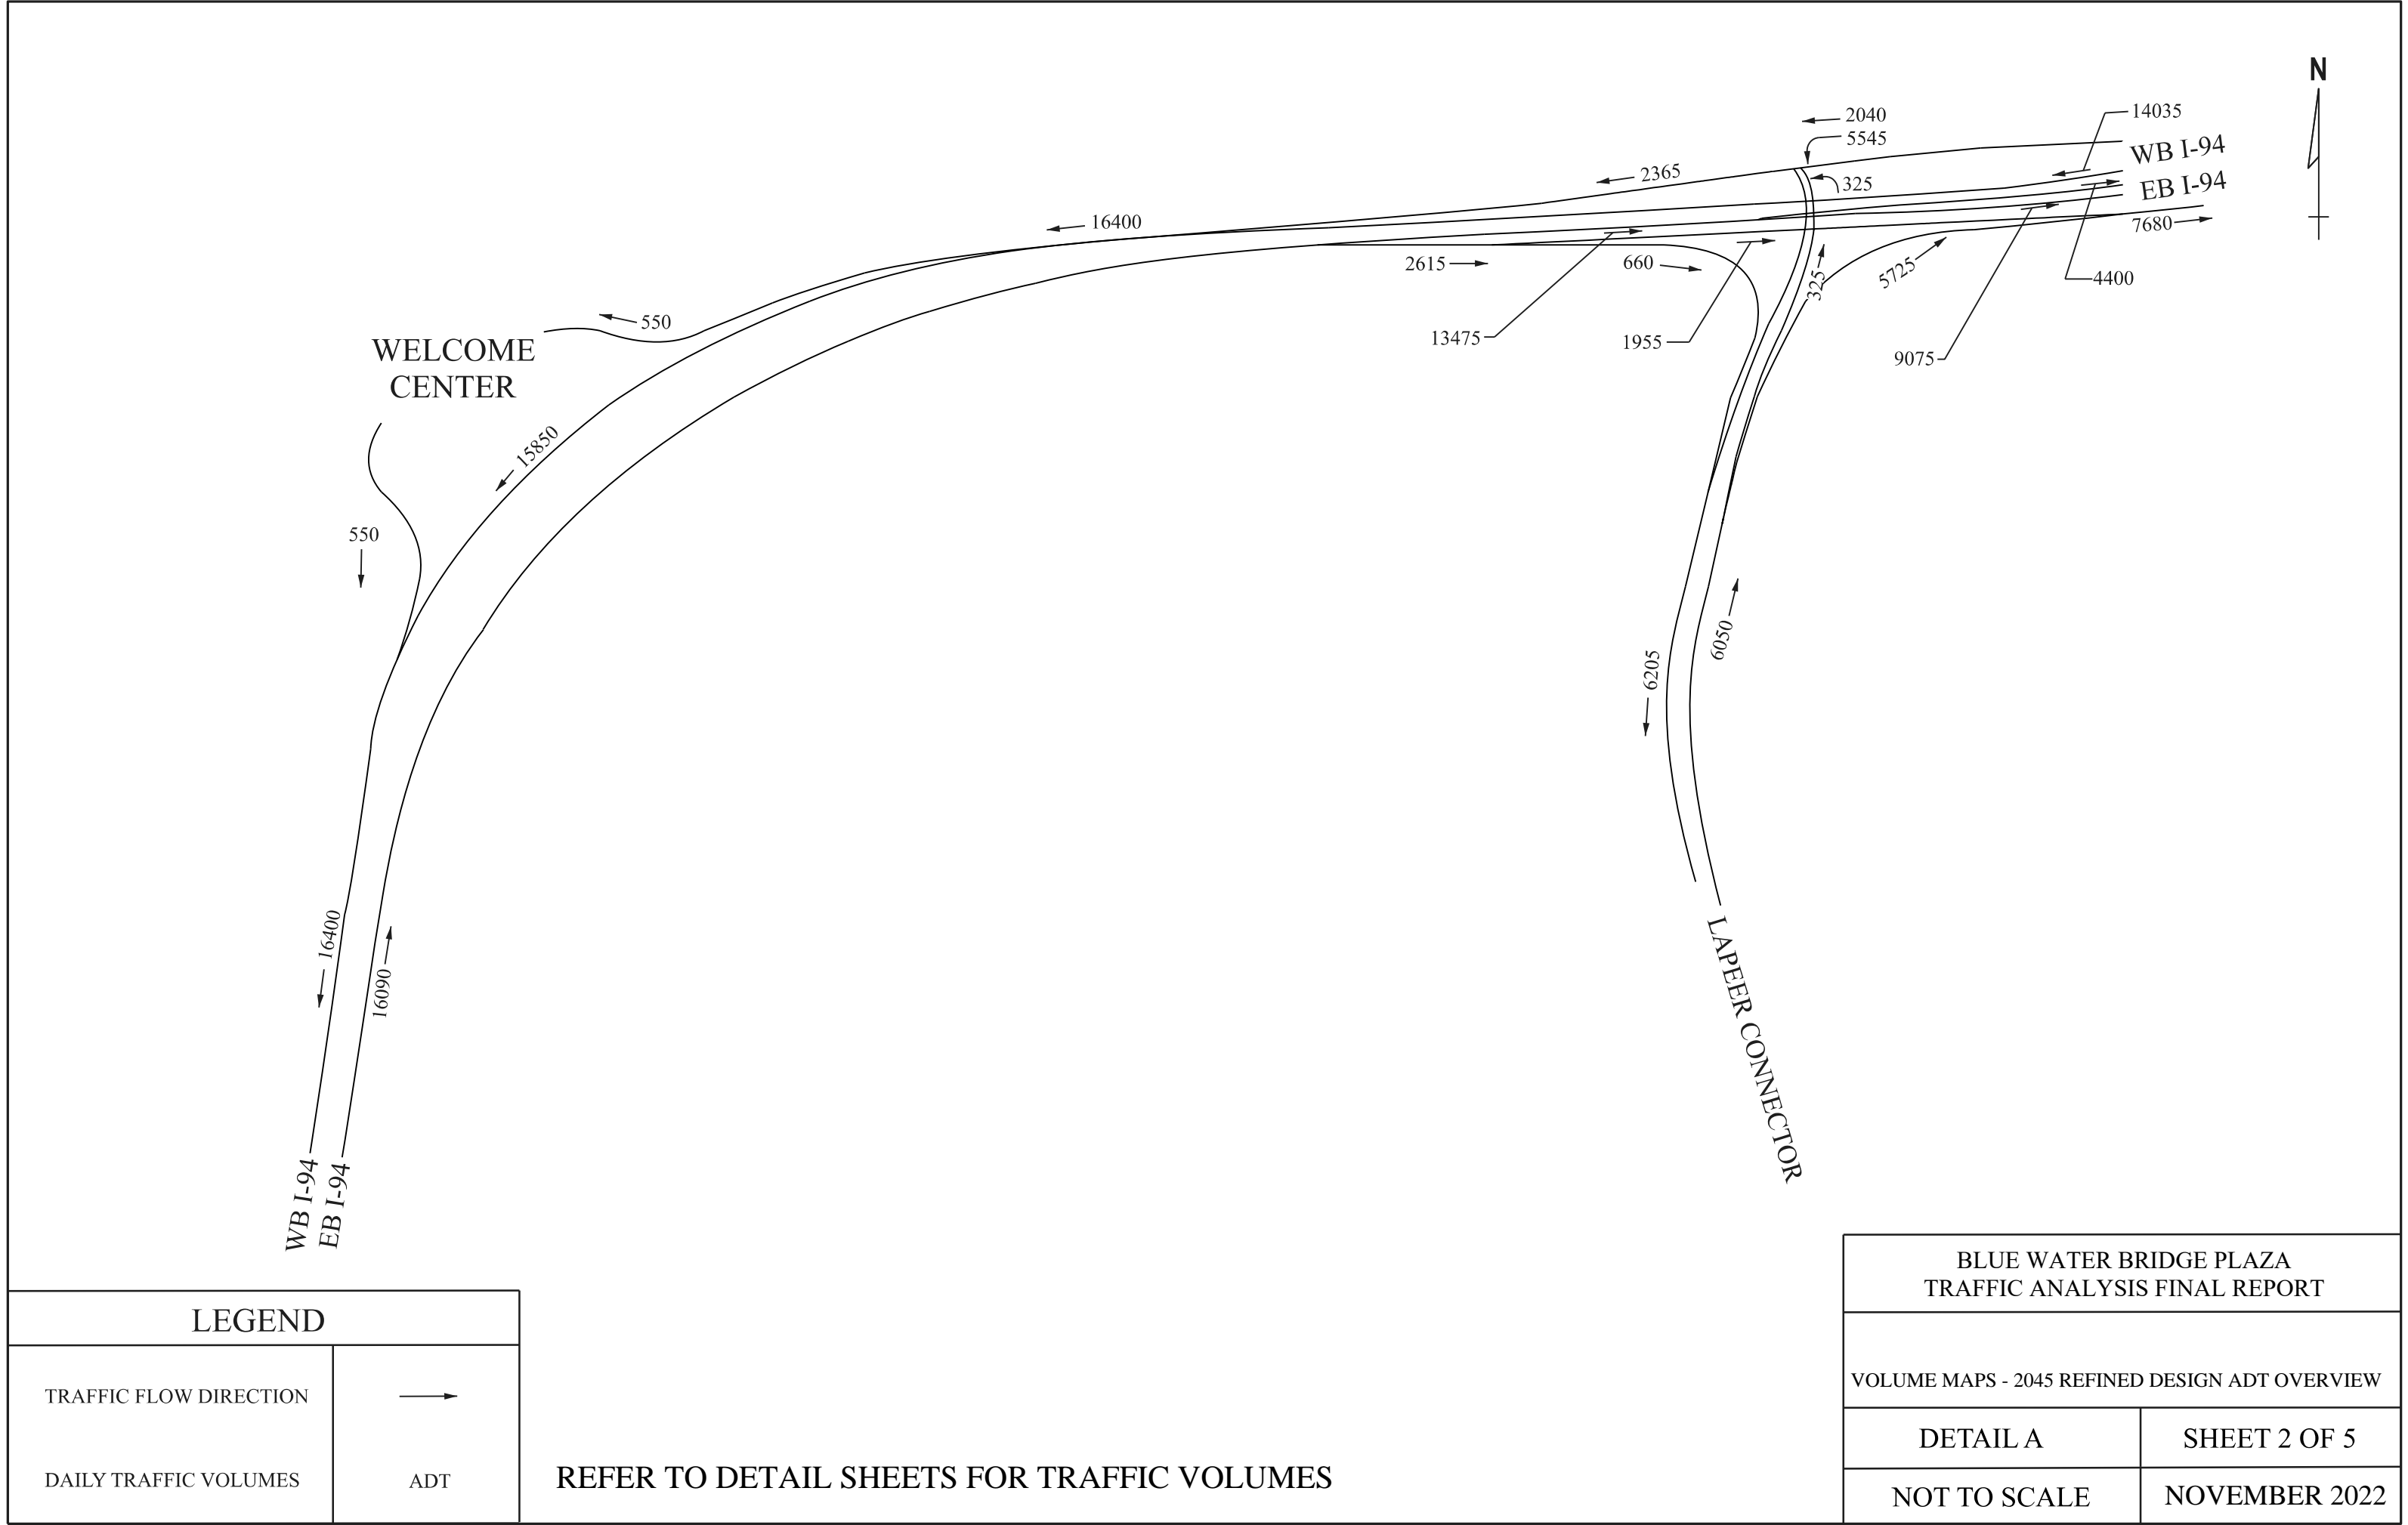 N
2040
14035
5545
WB I-94
2365
325
EB I-94
16400
7680
2615
660
325
5725
4400
550
13475
1955
9075
WELCOME
CENTER
15850
550
6050
6205
16400
16090
LAPEER CONNECTOR
WB I-94
EB I-94
BLUE WATER BRIDGE PLAZA
TRAFFIC ANALYSIS FINAL REPORT
VOLUME MAPS - 2045 REFINED DESIGN ADT OVERVIEW
DETAIL A
SHEET 2 OF 5
NOT TO SCALE
NOVEMBER 2022
LEGEND
TRAFFIC FLOW DIRECTION
DAILY TRAFFIC VOLUMES
ADT
REFER TO DETAIL SHEETS FOR TRAFFIC VOLUMES